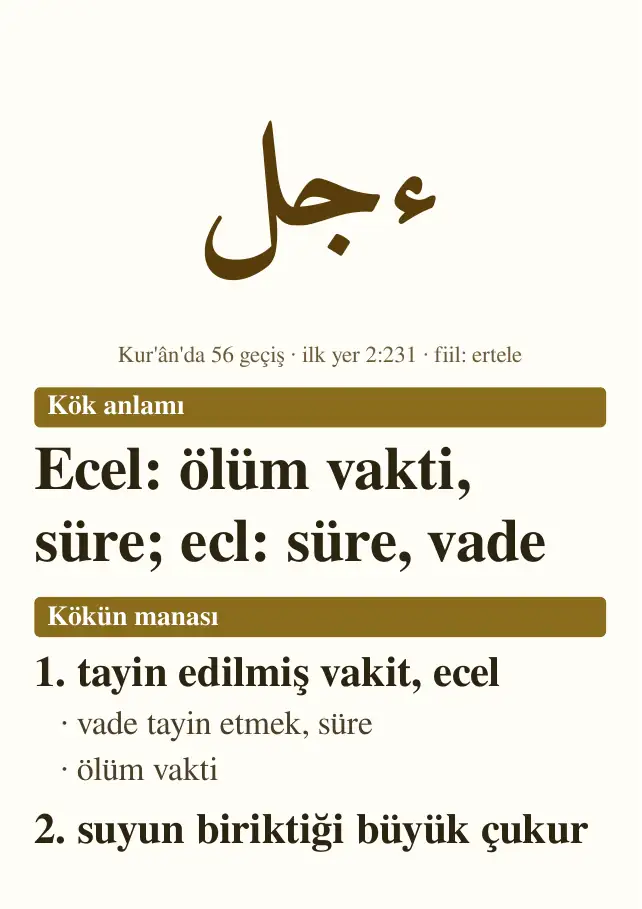 ءجل
Kur'ân'da 56 geçiş · ilk yer 2:231 · fiil: ertele
Kök anlamı
Ecel: ölüm vakti,
süre; ecl: süre, vade
Kökün manası
1. tayin edilmiş vakit, ecel
· vade tayin etmek, süre
· ölüm vakti
2. suyun biriktiği büyük çukur